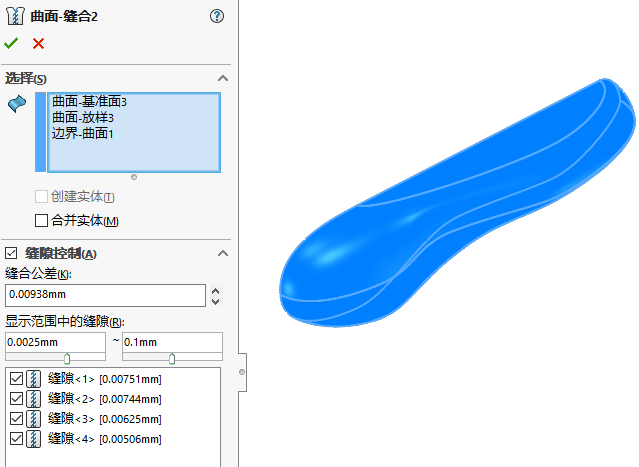 曲面-缝合2
选择(S)
曲面-基准面3
曲面-放样3
边界-曲面1
创建实体(T)
合并实体(M)
缝隙控制(A)
缝合公差(K):
0.00938mm
显示范围中的缝隙(R):
0.0025mm ~ 0.1mm
缝隙<1> [0.00751mm]
缝隙<2> [0.00744mm]
缝隙<3> [0.00625mm]
缝隙<4> [0.00506mm]